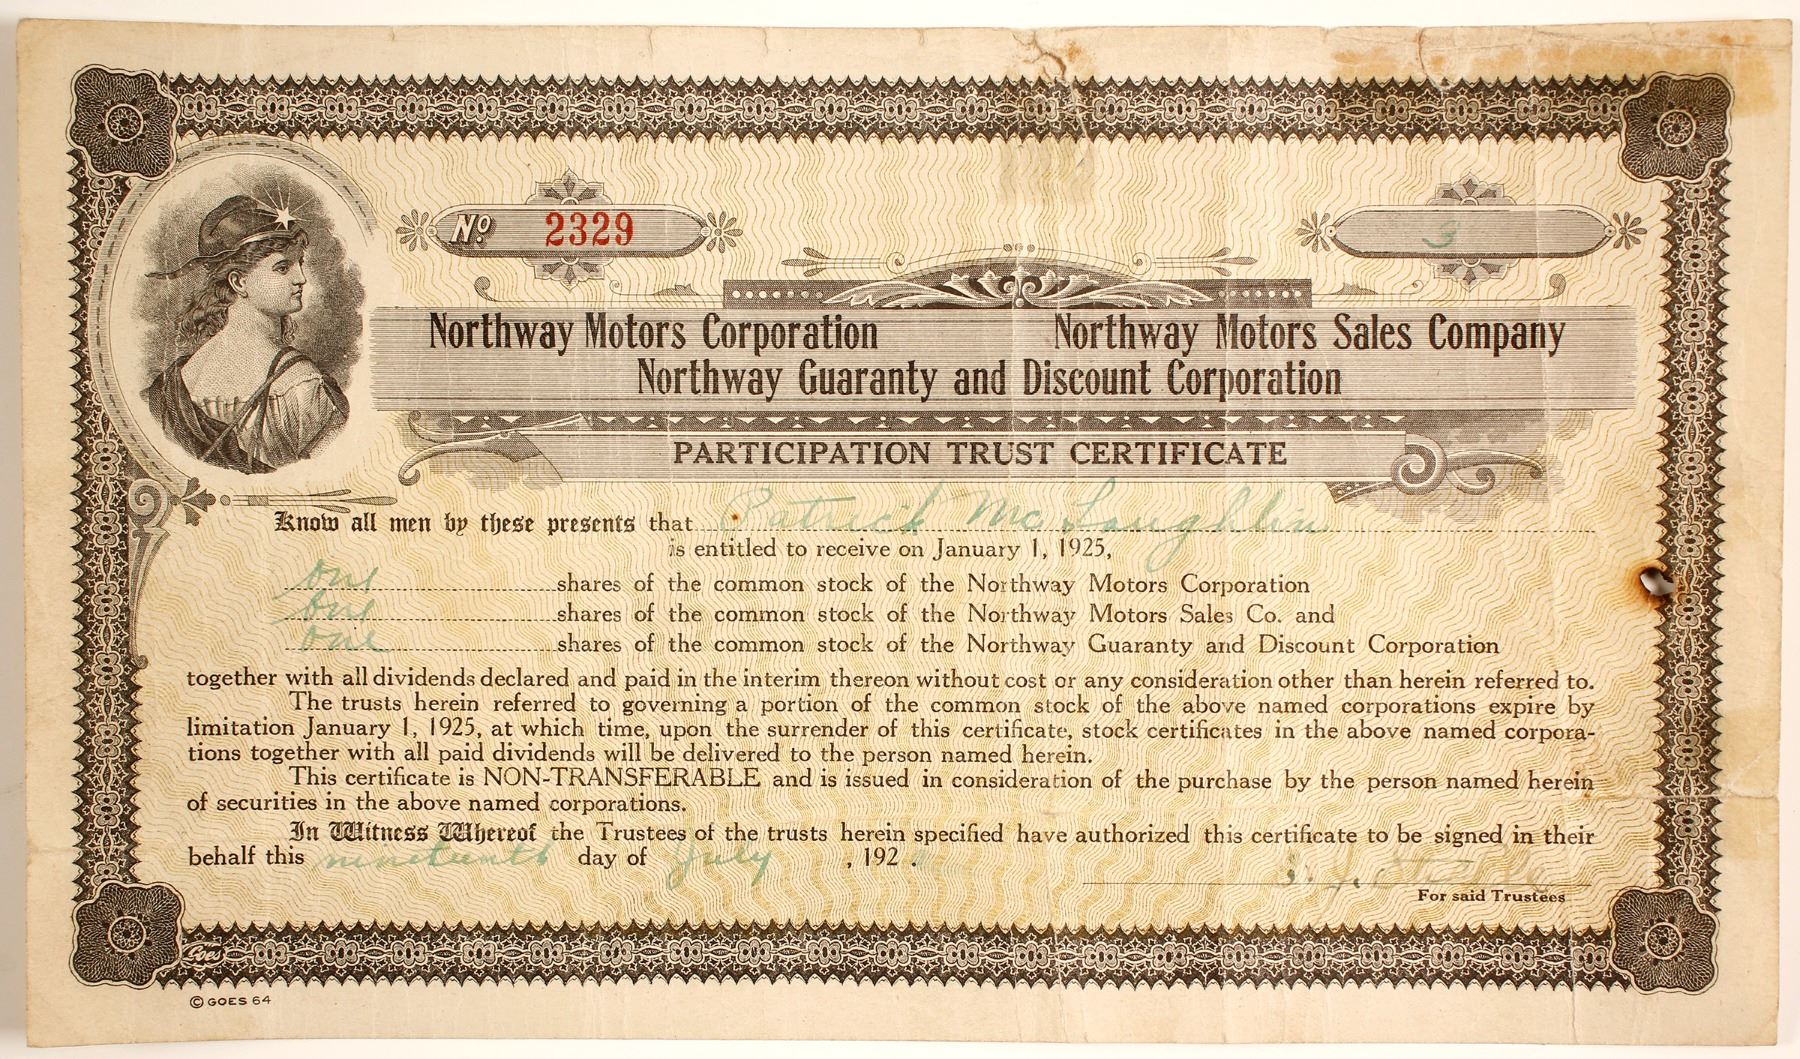 No. 2329 3
Northway Motors Corporation Northway Motors Sales Company
Northway Guaranty and Discount Corporation
PARTICIPATION TRUST CERTIFICATE
Know all men by these presents that Patrick McLaughlin
is entitled to receive on January 1, 1925,
one shares of the common stock of the Northway Motors Corporation
one shares of the common stock of the Northway Motors Sales Co. and
one shares of the common stock of the Northway Guaranty and Discount Corporation
together with all dividends declared and paid in the interim thereon without cost or any consideration other than herein referred to.
The trusts herein referred to governing a portion of the common stock of the above named corporations expire by
limitation January 1, 1925, at which time, upon the surrender of this certificate, stock certificates in the above named corpora-
tions together with all paid dividends will be delivered to the person named herein.
This certificate is NON-TRANSFERABLE and is issued in consideration of the purchase by the person named herein
of securities in the above named corporations.
In Witness Whereof the Trustees of the trusts herein specified have authorized this certificate to be signed in their
behalf this nineteenth day of July , 192 .
For said Trustees
Goes
© GOES 64